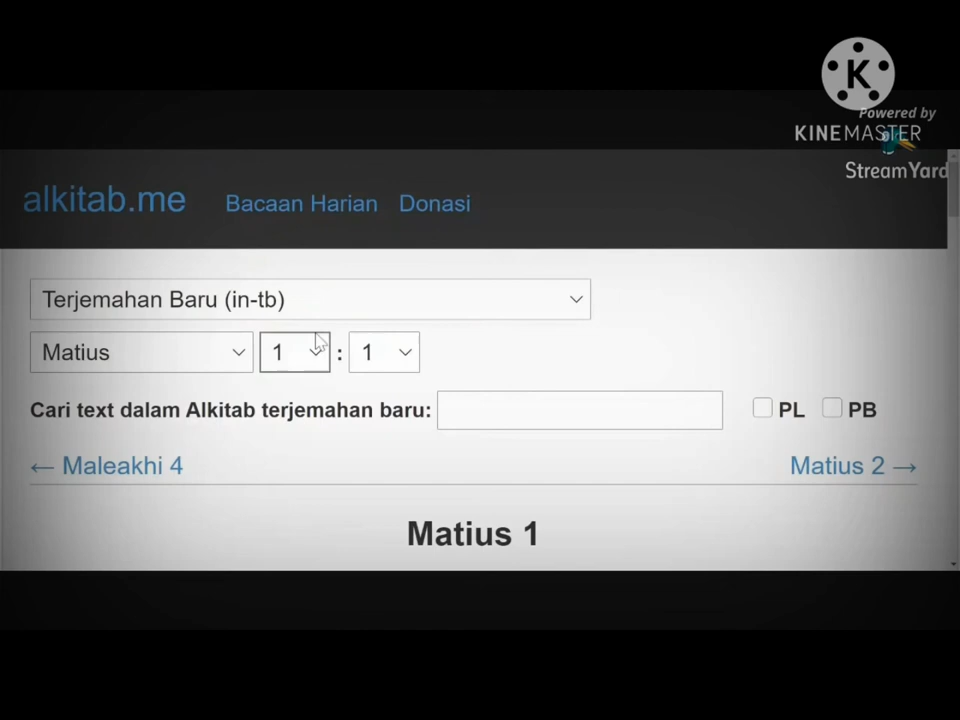 K
Powered by
KINEMASTER
StreamYard
alkitab.me Bacaan Harian Donasi
Terjemahan Baru (in-tb)
Matius 1 : 1
Cari text dalam Alkitab terjemahan baru: PL PB
← Maleakhi 4 Matius 2 →
Matius 1